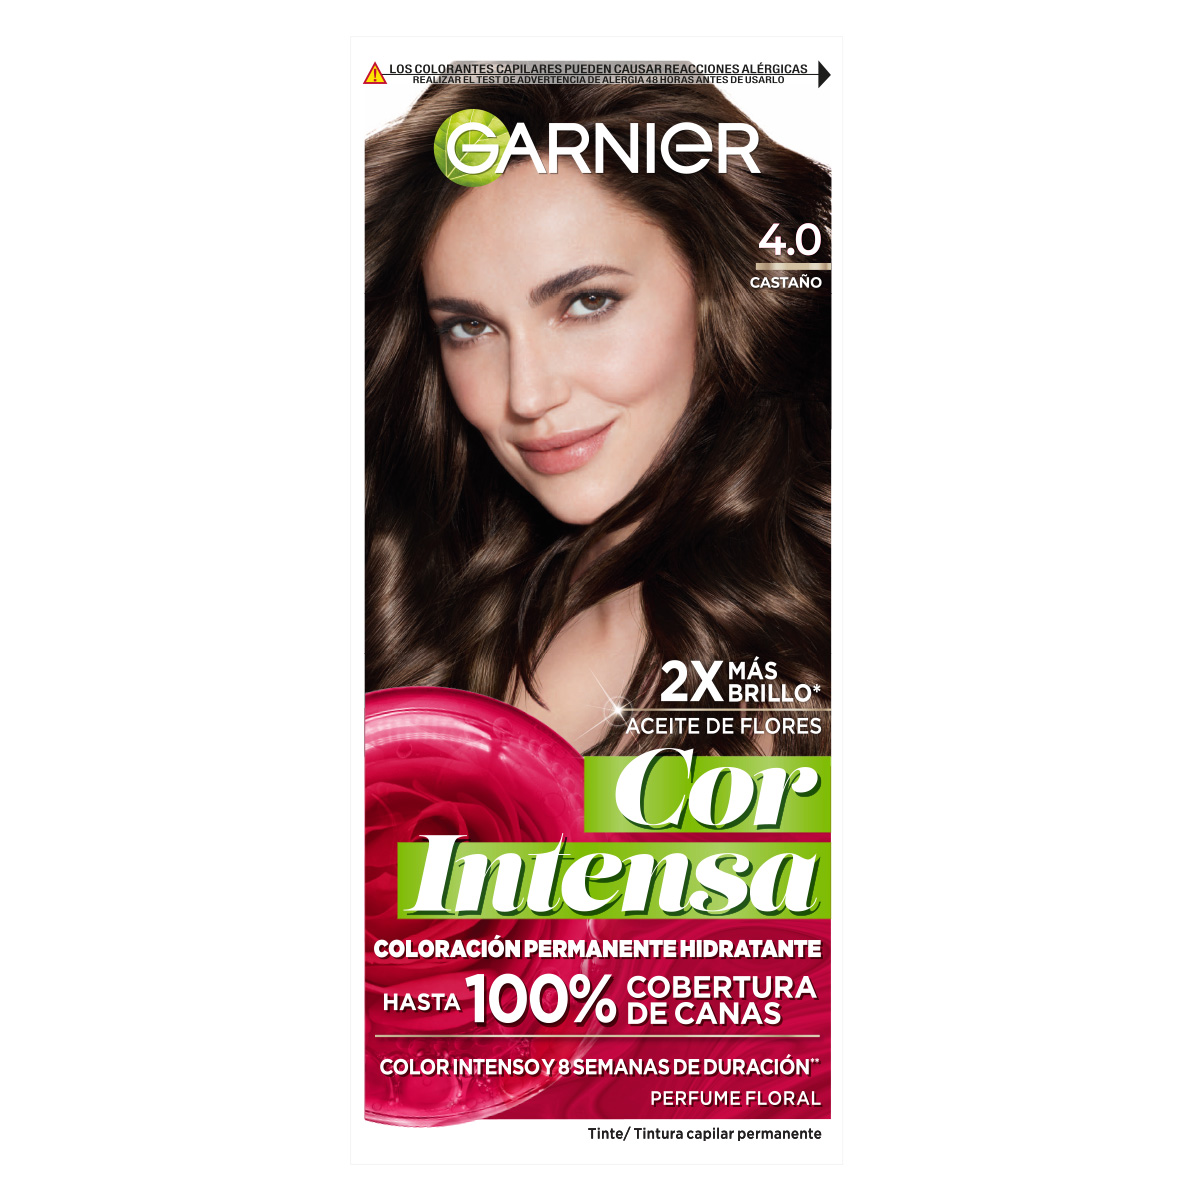 LOS COLORANTES CAPILARES PUEDEN CAUSAR REACCIONES ALÉRGICAS
REALIZAR EL TEST DE ADVERTENCIA DE ALERGIA 48 HORAS ANTES DE USARLO
GARNIER
4.0
CASTAÑO
2X MÁS
BRILLO*
ACEITE DE FLORES
Cor
Intensa
COLORACIÓN PERMANENTE HIDRATANTE
HASTA 100% COBERTURA
DE CANAS
COLOR INTENSO Y 8 SEMANAS DE DURACIÓN**
PERFUME FLORAL
Tinte/ Tintura capilar permanente